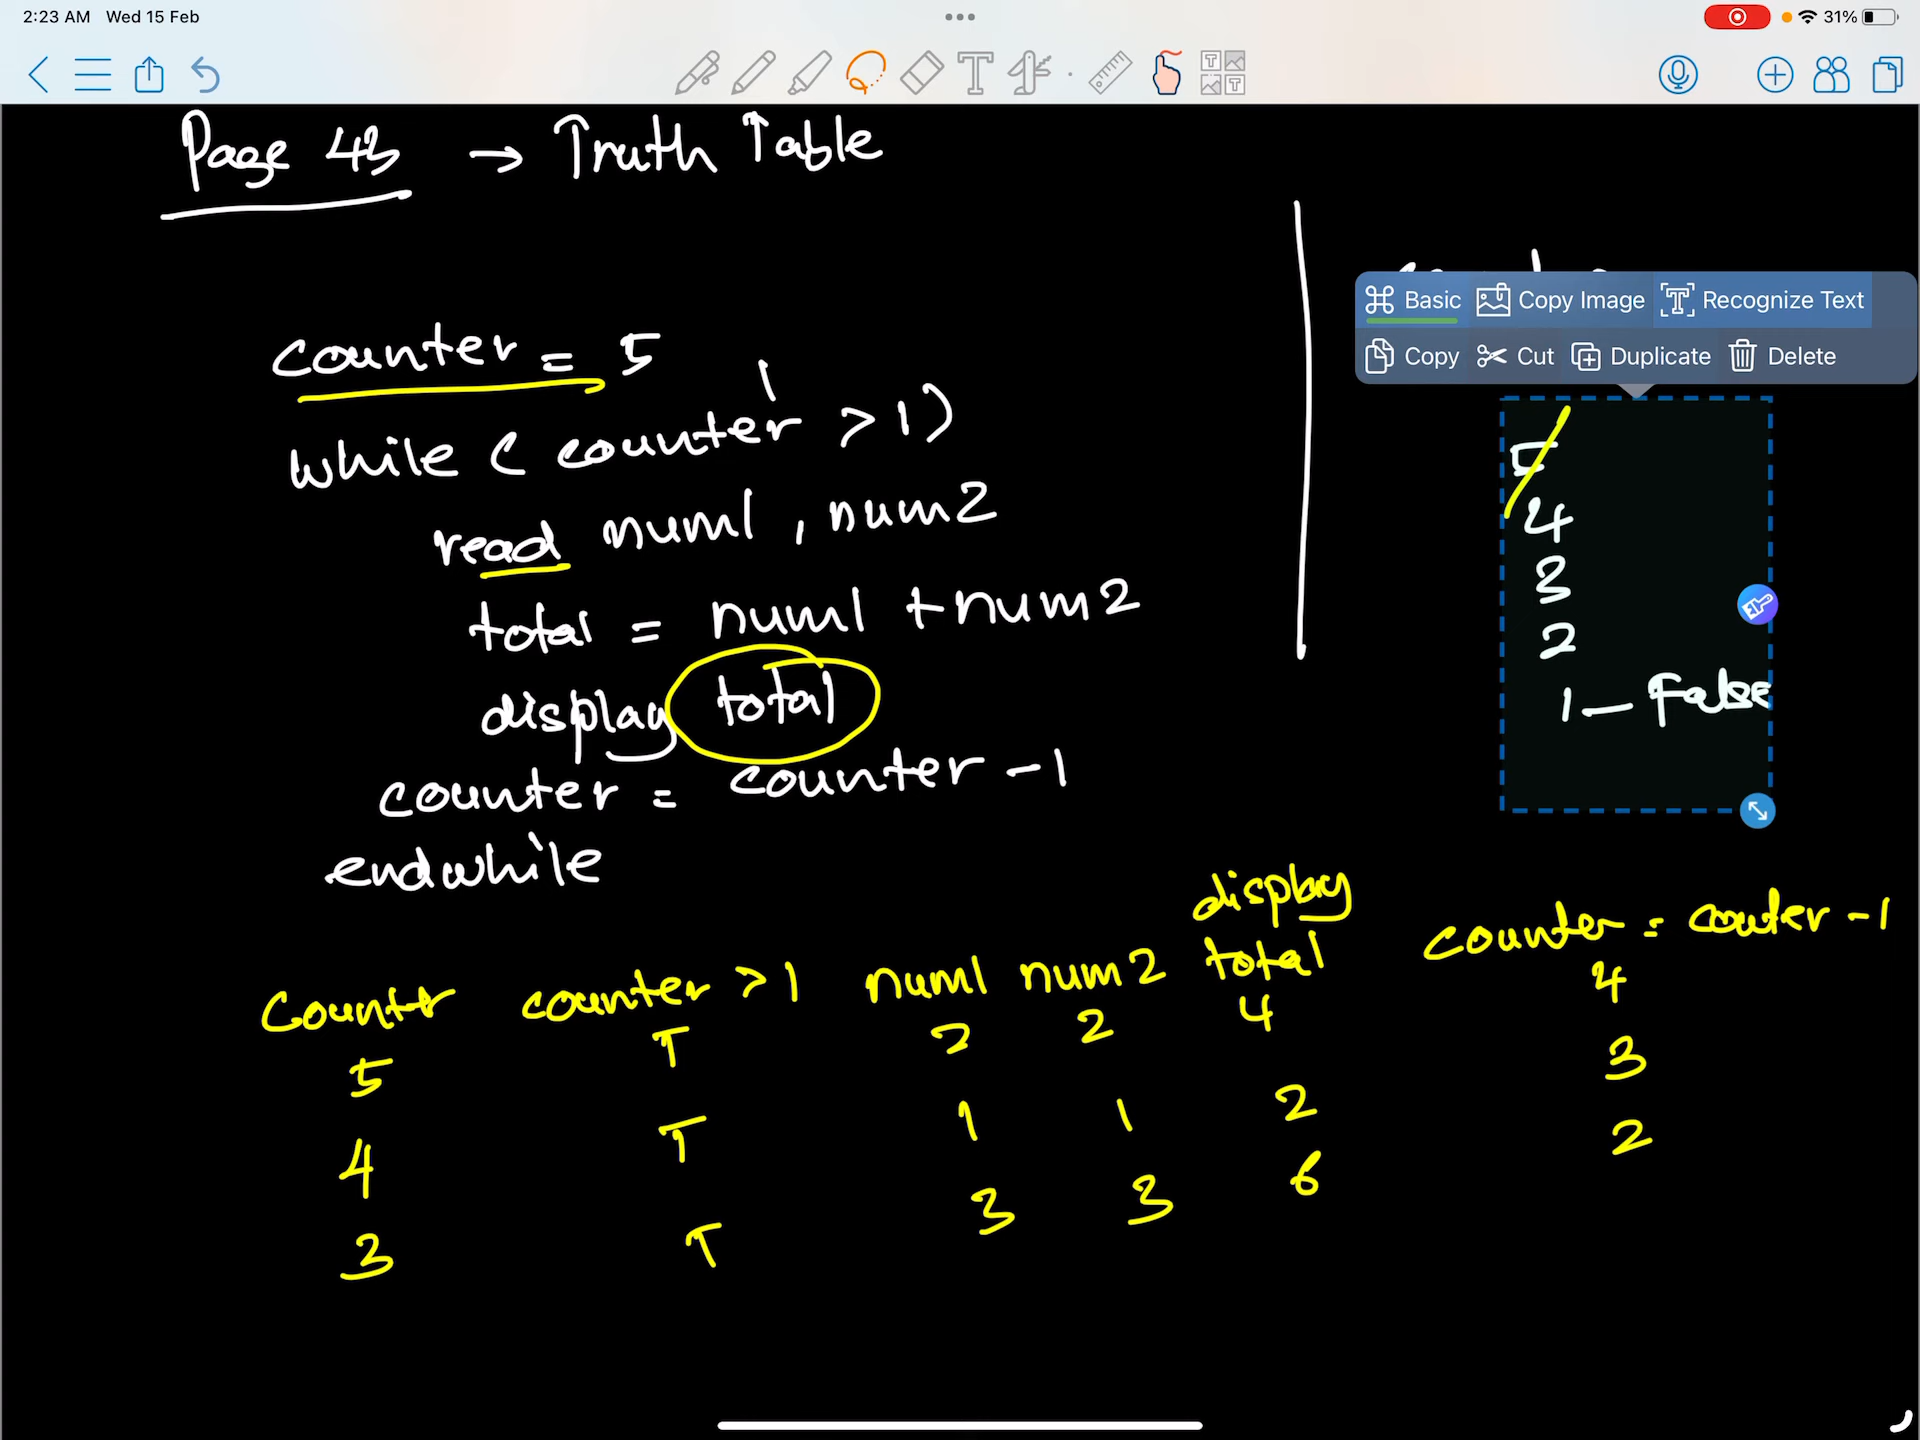 2:23 AM Wed 15 Feb
31%
Page 43 → Truth Table
counter = 5
while ( counter > 1)
read num1 , num2
total = num1 + num2
display total
counter = counter - 1
endwhile
Basic Copy Image Recognize Text
Copy Cut Duplicate Delete
5
4
3
2
1 — False
display
Counter counter > 1 num1 num2 total counter = couter - 1
5 T 2 2 4 4
4 T 1 1 2 3
3 T 3 3 6 2